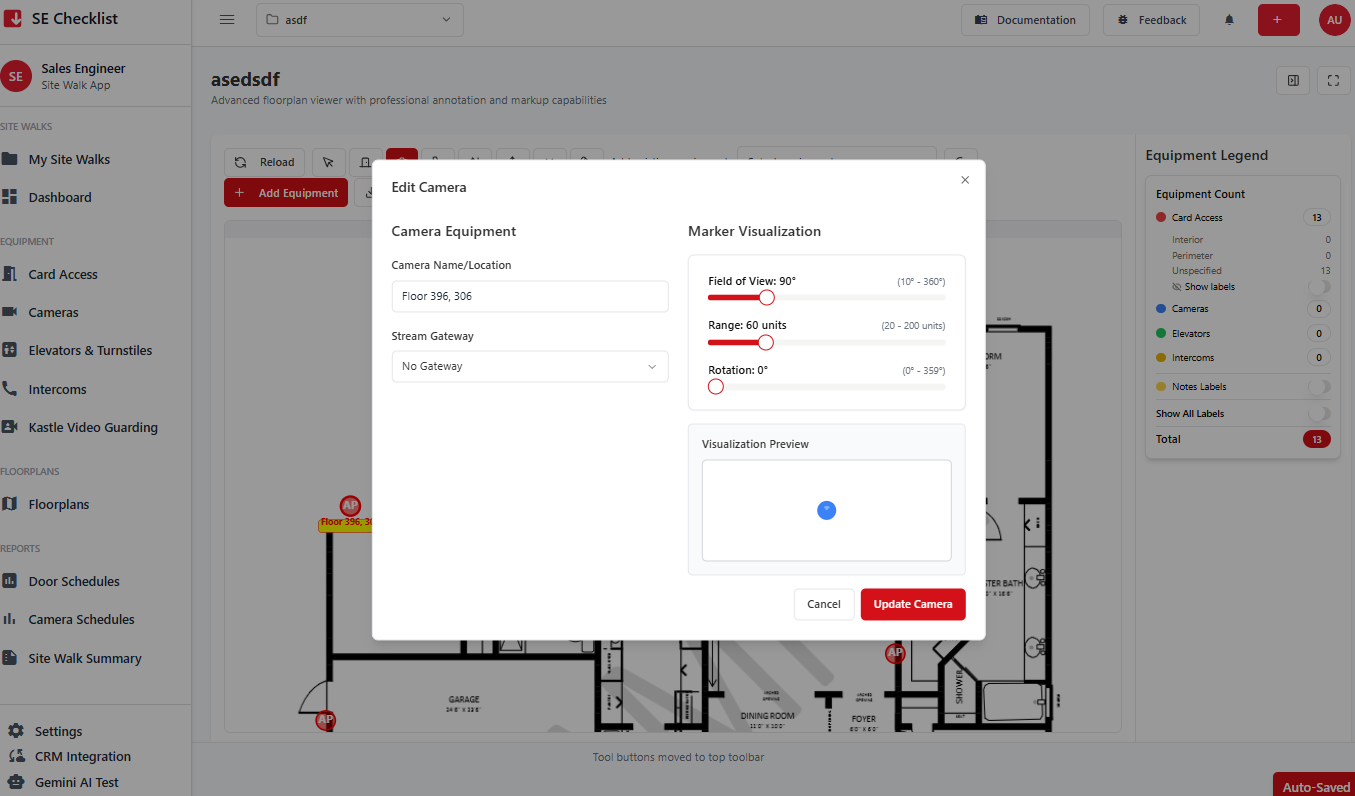 SE Checklist
asdf
Documentation
Feedback
AU
SE
Sales Engineer
Site Walk App
SITE WALKS
My Site Walks
Dashboard
EQUIPMENT
Card Access
Cameras
Elevators & Turnstiles
Intercoms
Kastle Video Guarding
FLOORPLANS
Floorplans
REPORTS
Door Schedules
Camera Schedules
Site Walk Summary
Settings
CRM Integration
Gemini AI Test
asedsdf
Advanced floorplan viewer with professional annotation and markup capabilities
Reload
Add Equipment
Edit Camera
Camera Equipment
Camera Name/Location
Floor 396, 306
Stream Gateway
No Gateway
Marker Visualization
Field of View: 90° (10° - 360°)
Range: 60 units (20 - 200 units)
Rotation: 0° (0° - 359°)
Visualization Preview
Cancel
Update Camera
AP
Floor 396, 30
AP
AP
GARAGE
DINING ROOM
FOYER
SHOWER
TER BATH
ORM
Tool buttons moved to top toolbar
Equipment Legend
Equipment Count
Card Access 13
Interior 0
Perimeter 0
Unspecified 13
Show labels
Cameras 0
Elevators 0
Intercoms 0
Notes Labels
Show All Labels
Total 13
Auto-Saved